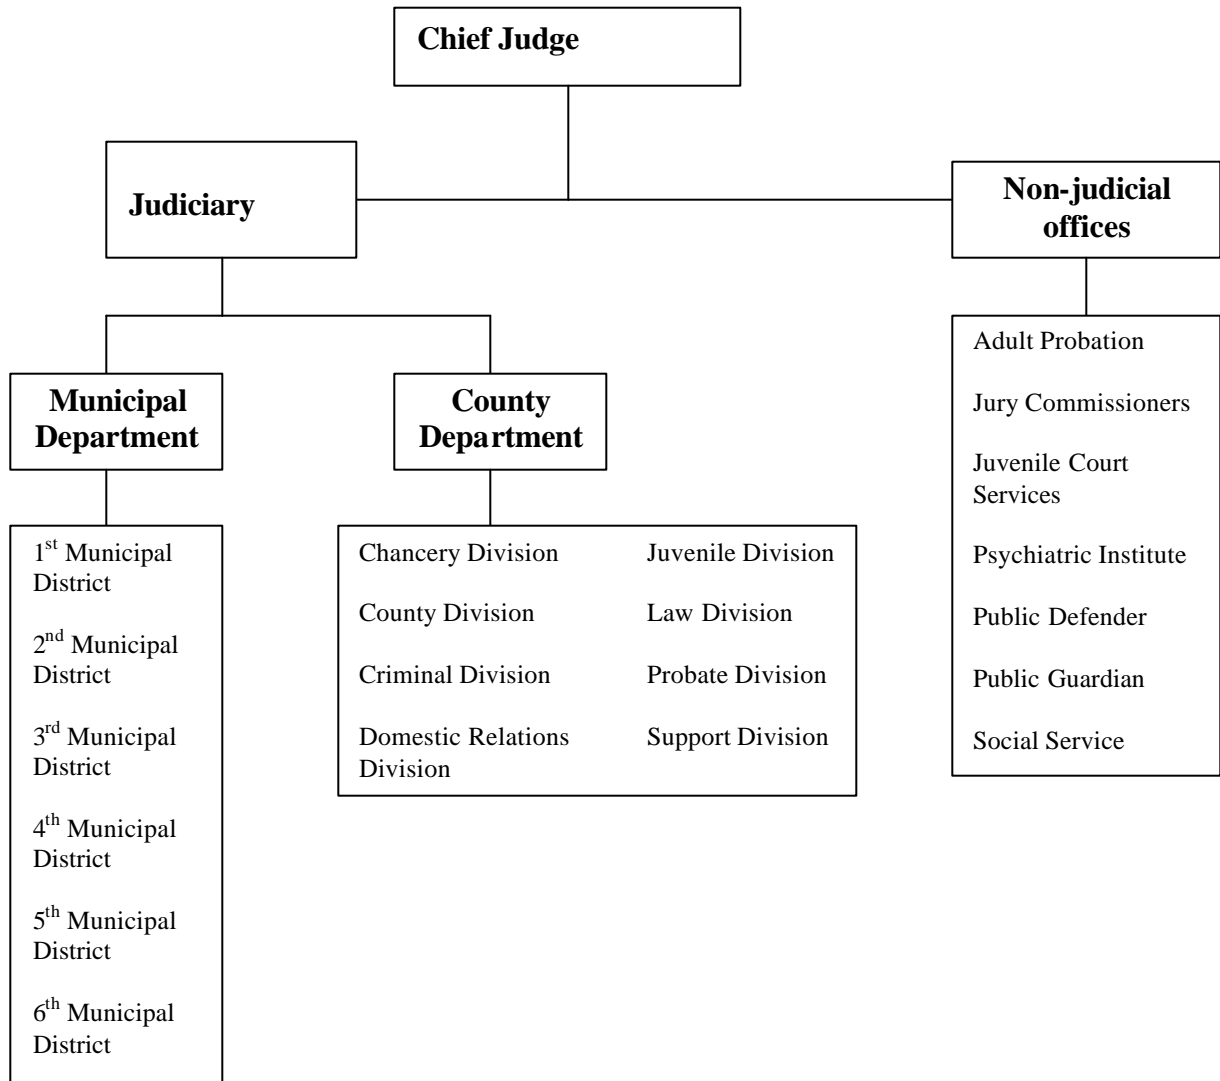 Chief Judge
Judiciary
Non-judicial
offices
Municipal
Department
County
Department
1st Municipal
District
2nd Municipal
District
3rd Municipal
District
4th Municipal
District
5th Municipal
District
6th Municipal
District
Chancery Division
County Division
Criminal Division
Domestic Relations
Division
Juvenile Division
Law Division
Probate Division
Support Division
Adult Probation
Jury Commissioners
Juvenile Court
Services
Psychiatric Institute
Public Defender
Public Guardian
Social Service